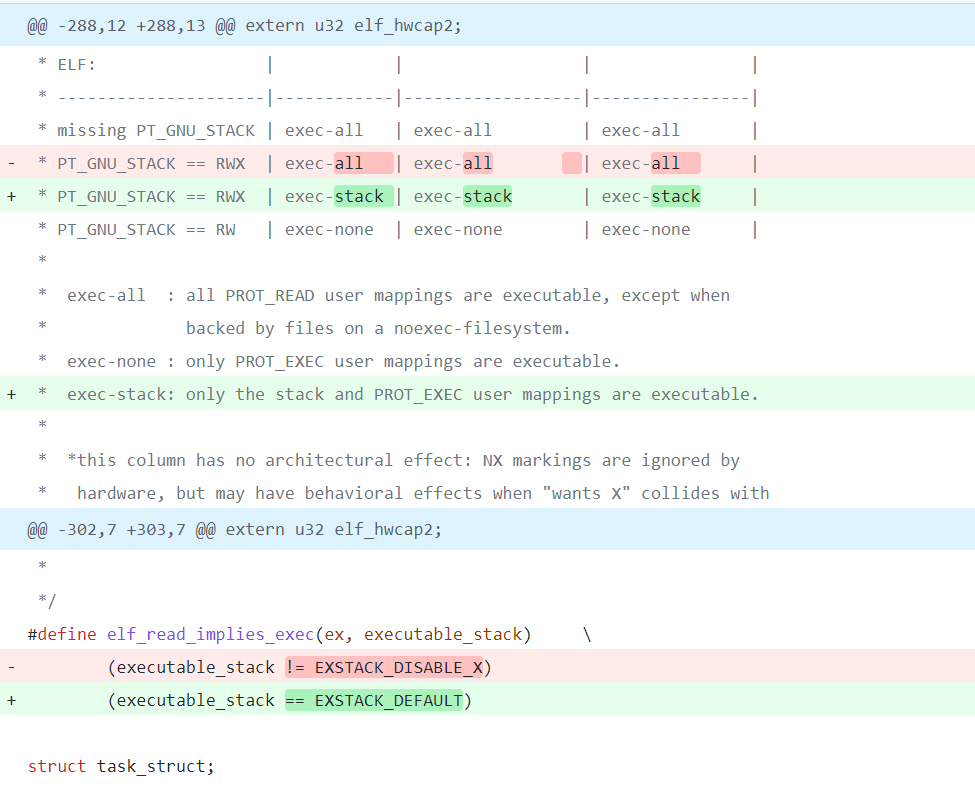 @@ -288,12 +288,13 @@ extern u32 elf_hwcap2;
 * ELF:                 |            |                  |                |
 * ---------------------|------------|------------------|----------------|
 * missing PT_GNU_STACK | exec-all   | exec-all         | exec-all       |
- * PT_GNU_STACK == RWX  | exec-all   | exec-all         | exec-all       |
+ * PT_GNU_STACK == RWX  | exec-stack | exec-stack       | exec-stack     |
 * PT_GNU_STACK == RW   | exec-none  | exec-none        | exec-none      |
 *
 *  exec-all  : all PROT_READ user mappings are executable, except when
 *              backed by files on a noexec-filesystem.
 *  exec-none : only PROT_EXEC user mappings are executable.
+ *  exec-stack: only the stack and PROT_EXEC user mappings are executable.
 *
 *  *this column has no architectural effect: NX markings are ignored by
 *   hardware, but may have behavioral effects when "wants X" collides with
@@ -302,7 +303,7 @@ extern u32 elf_hwcap2;
 *
 */
#define elf_read_implies_exec(ex, executable_stack)     \
-        (executable_stack != EXSTACK_DISABLE_X)
+        (executable_stack == EXSTACK_DEFAULT)
struct task_struct;